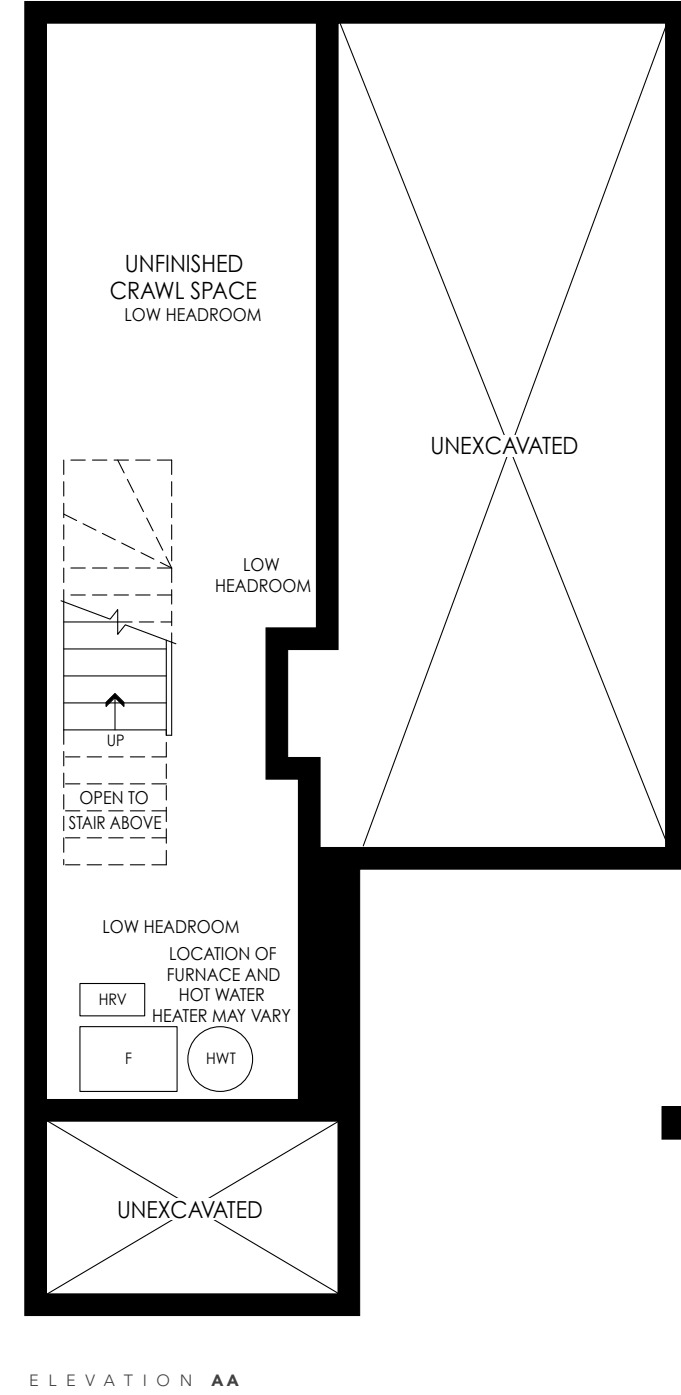 UNFINISHED
CRAWL SPACE
LOW HEADROOM
UNEXCAVATED
LOW
HEADROOM
UP
OPEN TO
STAIR ABOVE
LOW HEADROOM
LOCATION OF
FURNACE AND
HOT WATER
HEATER MAY VARY
HRV
F
HWT
UNEXCAVATED
ELEVATION AA